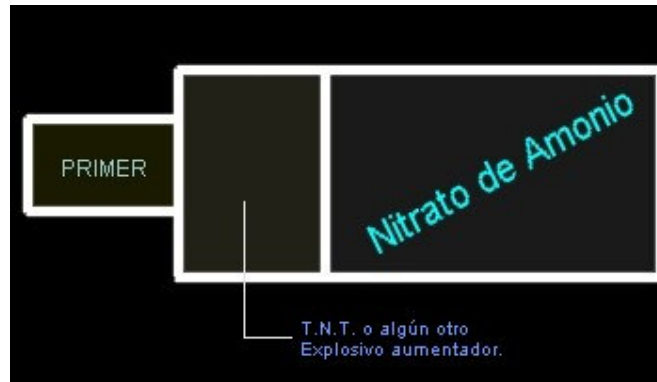 PRIMER
Nitrato de Amonio
T.N.T. o algún otro
Explosivo aumentador.